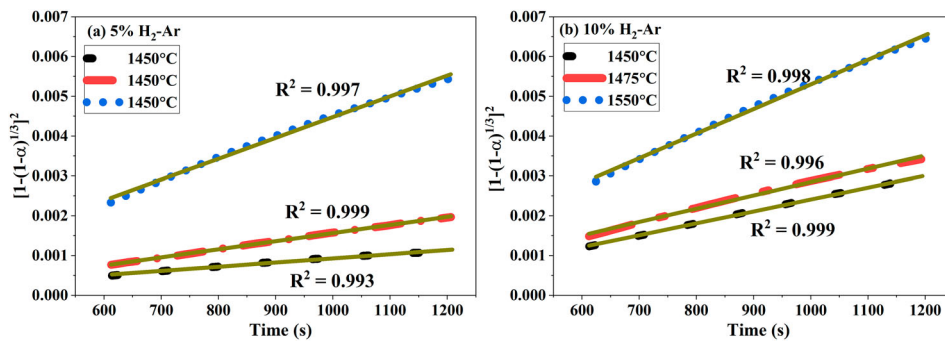 (a) 5% H₂-Ar
1450°C
1450°C
1450°C
R² = 0.997
R² = 0.999
R² = 0.993
[1-(1-α)^1/3]²
0.007
0.006
0.005
0.004
0.003
0.002
0.001
0.000
600
700
800
900
1000
1100
1200
Time (s)
(b) 10% H₂-Ar
1450°C
1475°C
1550°C
R² = 0.998
R² = 0.996
R² = 0.999
[1-(1-α)^1/3]²
0.007
0.006
0.005
0.004
0.003
0.002
0.001
0.000
600
700
800
900
1000
1100
1200
Time (s)